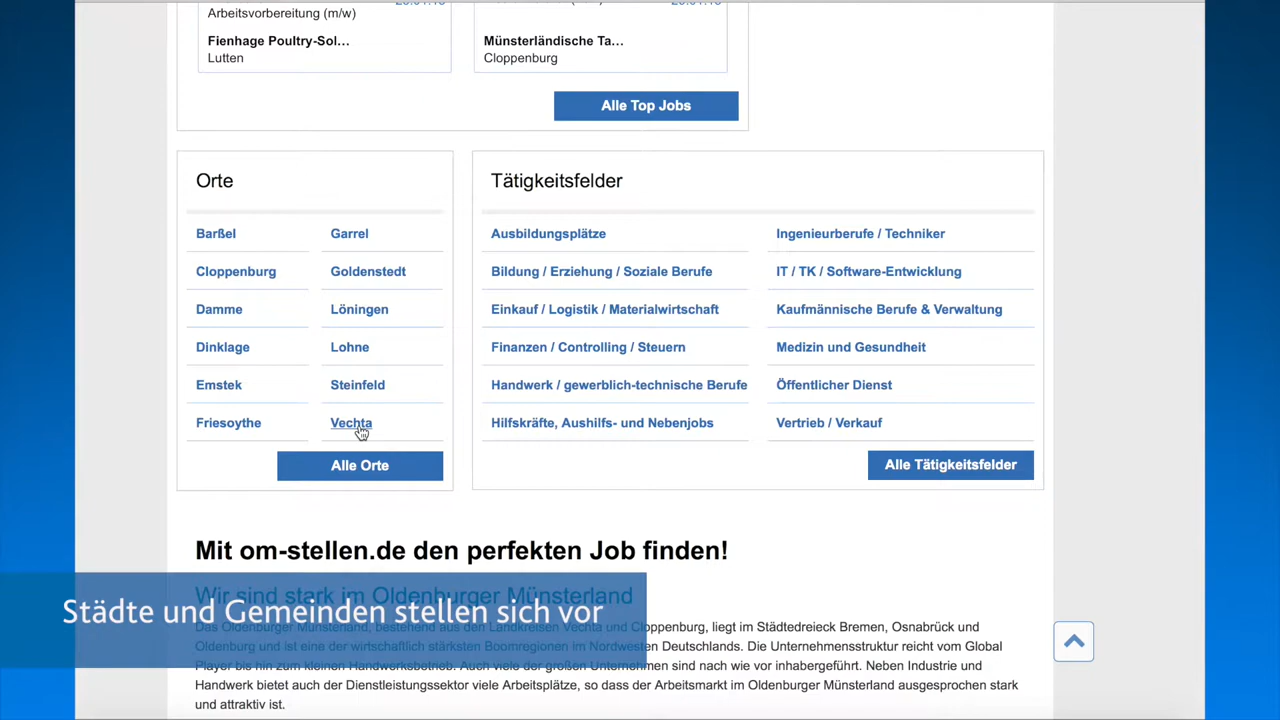 Arbeitsvorbereitung (m/w)
Fienhage Poultry-Sol...
Lutten
Münsterländische Ta...
Cloppenburg
Alle Top Jobs
Orte
Barßel
Garrel
Cloppenburg
Goldenstedt
Damme
Löningen
Dinklage
Lohne
Emstek
Steinfeld
Friesoythe
Vechta
Alle Orte
Tätigkeitsfelder
Ausbildungsplätze
Ingenieurberufe / Techniker
Bildung / Erziehung / Soziale Berufe
IT / TK / Software-Entwicklung
Einkauf / Logistik / Materialwirtschaft
Kaufmännische Berufe & Verwaltung
Finanzen / Controlling / Steuern
Medizin und Gesundheit
Handwerk / gewerblich-technische Berufe
Öffentlicher Dienst
Hilfskräfte, Aushilfs- und Nebenjobs
Vertrieb / Verkauf
Alle Tätigkeitsfelder
Mit om-stellen.de den perfekten Job finden!
Wir sind stark im Oldenburger Münsterland
Städte und Gemeinden stellen sich vor
Das Oldenburger Münsterland, bestehend aus den Landkreisen Vechta und Cloppenburg, liegt im Städtedreieck Bremen, Osnabrück und
Oldenburg und ist eine der wirtschaftlich stärksten Boomregionen im Nordwesten Deutschlands. Die Unternehmensstruktur reicht vom Global
Player bis hin zum kleinen Handwerksbetrieb. Auch viele der großen Unternehmen sind nach wie vor inhabergeführt. Neben Industrie und
Handwerk bietet auch der Dienstleistungssektor viele Arbeitsplätze, so dass der Arbeitsmarkt im Oldenburger Münsterland ausgesprochen stark
und attraktiv ist.